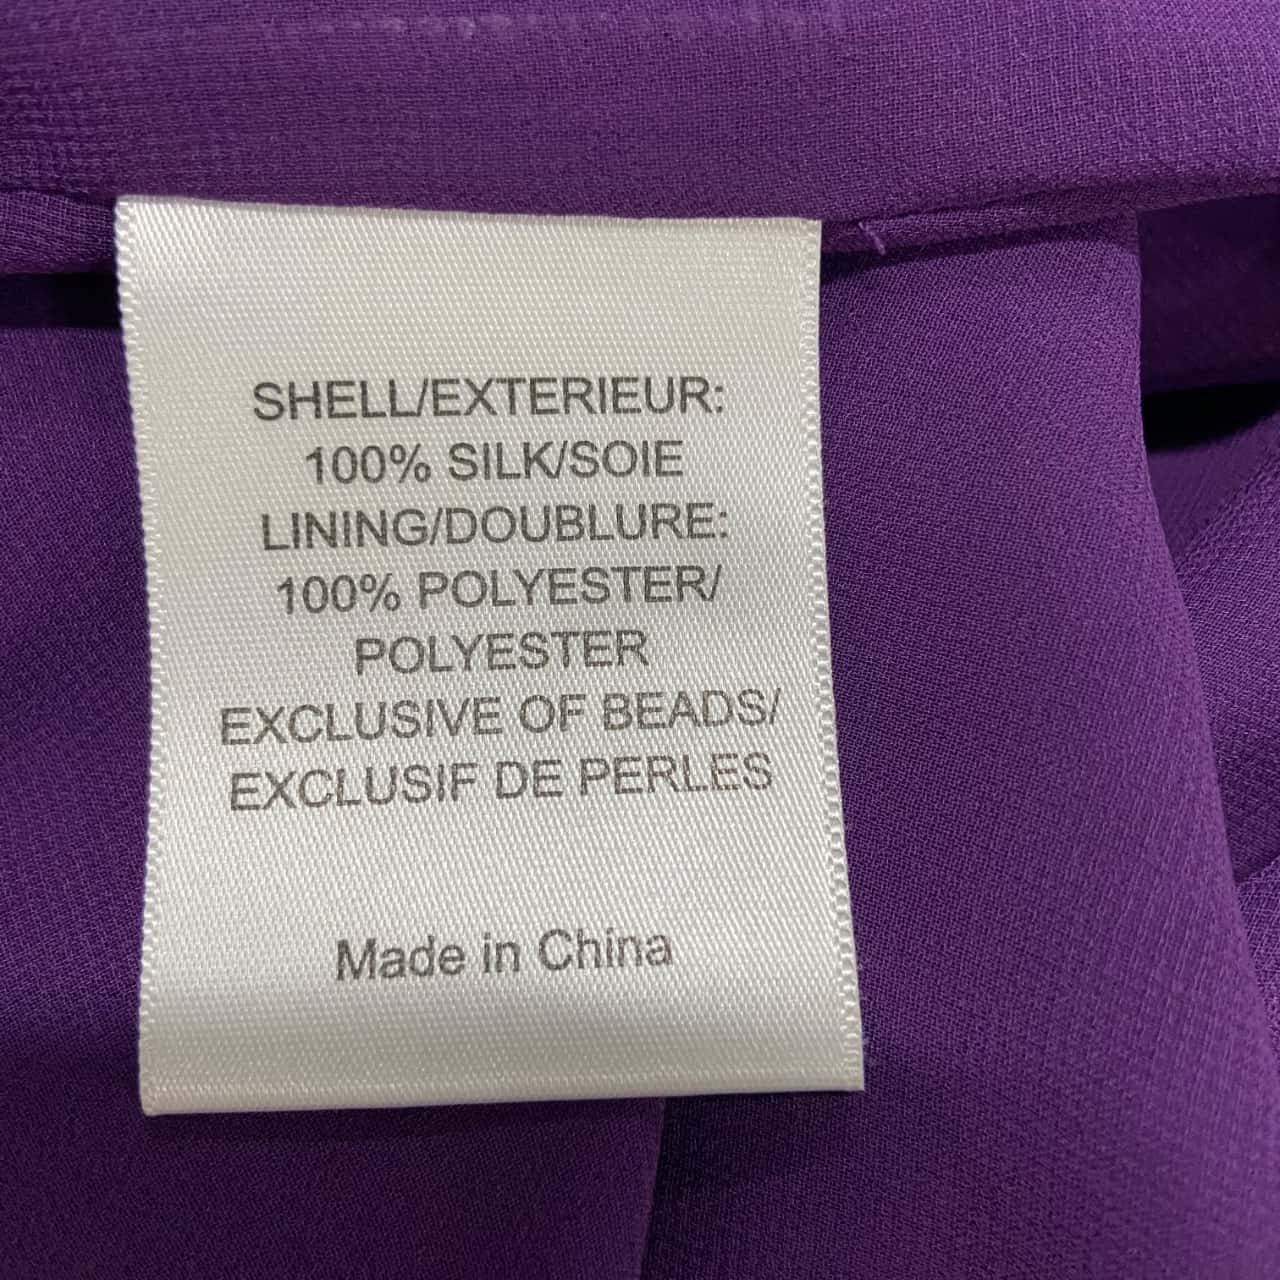 SHELL/EXTERIEUR:
100% SILK/SOIE
LINING/DOUBLURE:
100% POLYESTER/
POLYESTER
EXCLUSIVE OF BEADS/
EXCLUSIF DE PERLES
Made in China